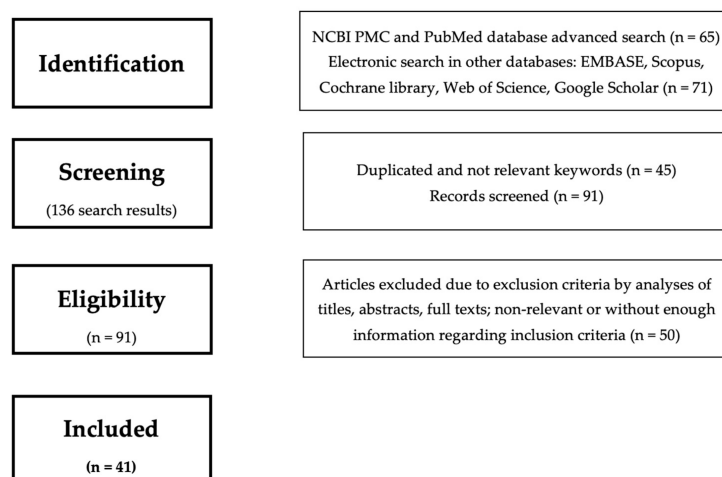 Identification
NCBI PMC and PubMed database advanced search (n = 65)
Electronic search in other databases: EMBASE, Scopus,
Cochrane library, Web of Science, Google Scholar (n = 71)
Screening
(136 search results)
Duplicated and not relevant keywords (n = 45)
Records screened (n = 91)
Eligibility
(n = 91)
Articles excluded due to exclusion criteria by analyses of
titles, abstracts, full texts; non-relevant or without enough
information regarding inclusion criteria (n = 50)
Included
(n = 41)